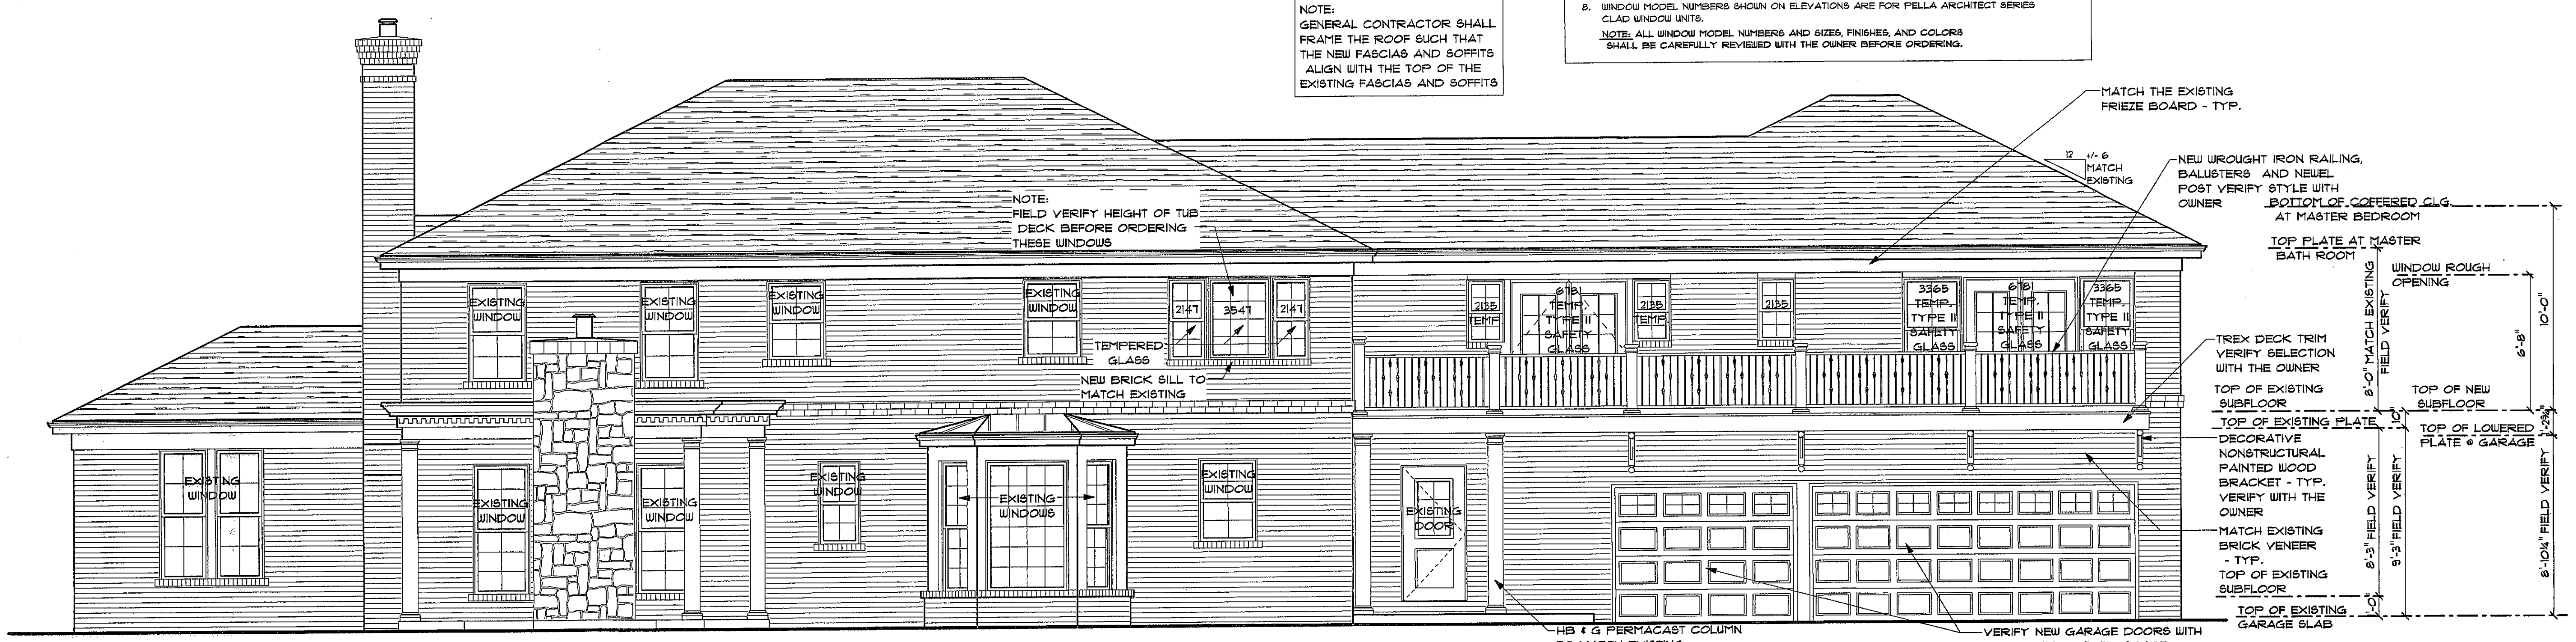 NOTE:
GENERAL CONTRACTOR SHALL
FRAME THE ROOF SUCH THAT
THE NEW FASCIAS AND SOFFITS
ALIGN WITH THE TOP OF THE
EXISTING FASCIAS AND SOFFITS
8. WINDOW MODEL NUMBERS SHOWN ON ELEVATIONS ARE FOR PELLA ARCHITECT SERIES
CLAD WINDOW UNITS.
NOTE: ALL WINDOW MODEL NUMBERS AND SIZES, FINISHES, AND COLORS
SHALL BE CAREFULLY REVIEWED WITH THE OWNER BEFORE ORDERING.
MATCH THE EXISTING
FRIEZE BOARD - TYP.
12
+/- 6
MATCH
EXISTING
NEW WROUGHT IRON RAILING,
BALUSTERS AND NEWEL
POST VERIFY STYLE WITH
OWNER
BOTTOM OF COFFERED CLG.
AT MASTER BEDROOM
TOP PLATE AT MASTER
BATH ROOM
WINDOW ROUGH
OPENING
NOTE:
FIELD VERIFY HEIGHT OF TUB
DECK BEFORE ORDERING
THESE WINDOWS
EXISTING
WINDOW
EXISTING
WINDOW
EXISTING
WINDOW
EXISTING
WINDOW
2147
3547
2147
TEMPERED
GLASS
NEW BRICK SILL TO
MATCH EXISTING
2135
TEMP.
6781
TEMP.
TYPE II
SAFETY
GLASS
2135
TEMP.
2135
3365
TEMP.
TYPE II
SAFETY
GLASS
6781
TEMP.
TYPE II
SAFETY
GLASS
3365
TEMP.
TYPE II
SAFETY
GLASS
8'-0" MATCH EXISTING
FIELD VERIFY
6'-8"
10'-0"
TREX DECK TRIM
VERIFY SELECTION
WITH THE OWNER
TOP OF EXISTING
SUBFLOOR
TOP OF NEW
SUBFLOOR
TOP OF EXISTING PLATE
10"
TOP OF LOWERED
PLATE @ GARAGE
DECORATIVE
NONSTRUCTURAL
PAINTED WOOD
BRACKET - TYP.
VERIFY WITH THE
OWNER
MATCH EXISTING
BRICK VENEER
- TYP.
TOP OF EXISTING
SUBFLOOR
TOP OF EXISTING
GARAGE SLAB
8'-3" FIELD VERIFY
9'-3" FIELD VERIFY
8'-10¼" FIELD VERIFY
EXISTING
WINDOW
EXISTING
WINDOW
EXISTING
WINDOW
EXISTING
WINDOW
EXISTING
WINDOWS
EXISTING
WINDOW
EXISTING
DOOR
HB & G PERMACAST COLUMN
VERIFY NEW GARAGE DOORS WITH